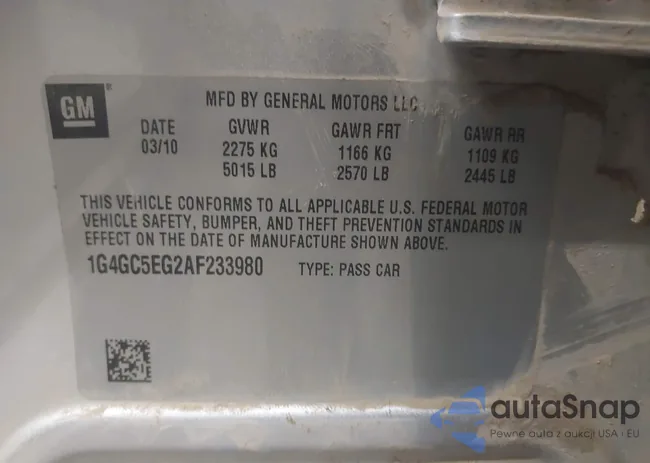 GM
MFD BY GENERAL MOTORS LLC
DATE GVWR GAWR FRT GAWR RR
03/10 2275 KG 1166 KG 1109 KG
5015 LB 2570 LB 2445 LB
THIS VEHICLE CONFORMS TO ALL APPLICABLE U.S. FEDERAL MOTOR
VEHICLE SAFETY, BUMPER, AND THEFT PREVENTION STANDARDS IN
EFFECT ON THE DATE OF MANUFACTURE SHOWN ABOVE.
1G4GC5EG2AF233980 TYPE: PASS CAR
autaSnap
Pewne auta z aukcji USA i EU